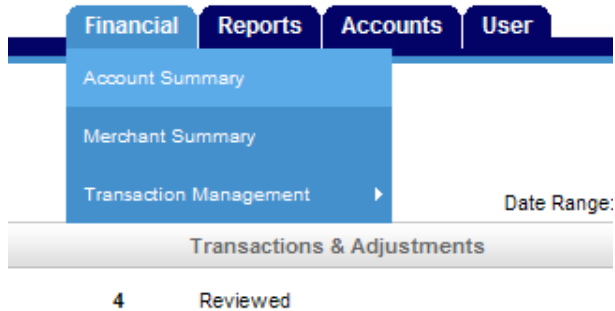 Financial Reports Accounts User
Account Summary
Merchant Summary
Transaction Management
Date Range:
Transactions & Adjustments
4 Reviewed